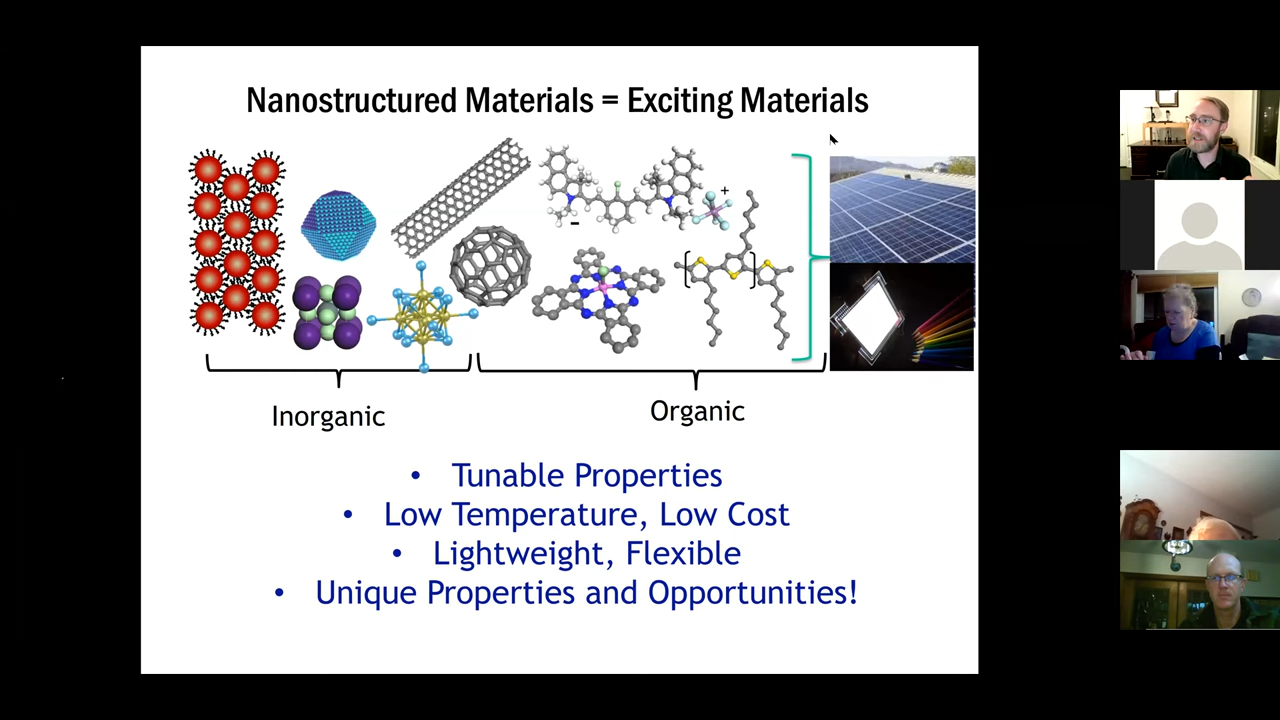 Nanostructured Materials = Exciting Materials
+
-
Inorganic
Organic
• Tunable Properties
• Low Temperature, Low Cost
• Lightweight, Flexible
• Unique Properties and Opportunities!